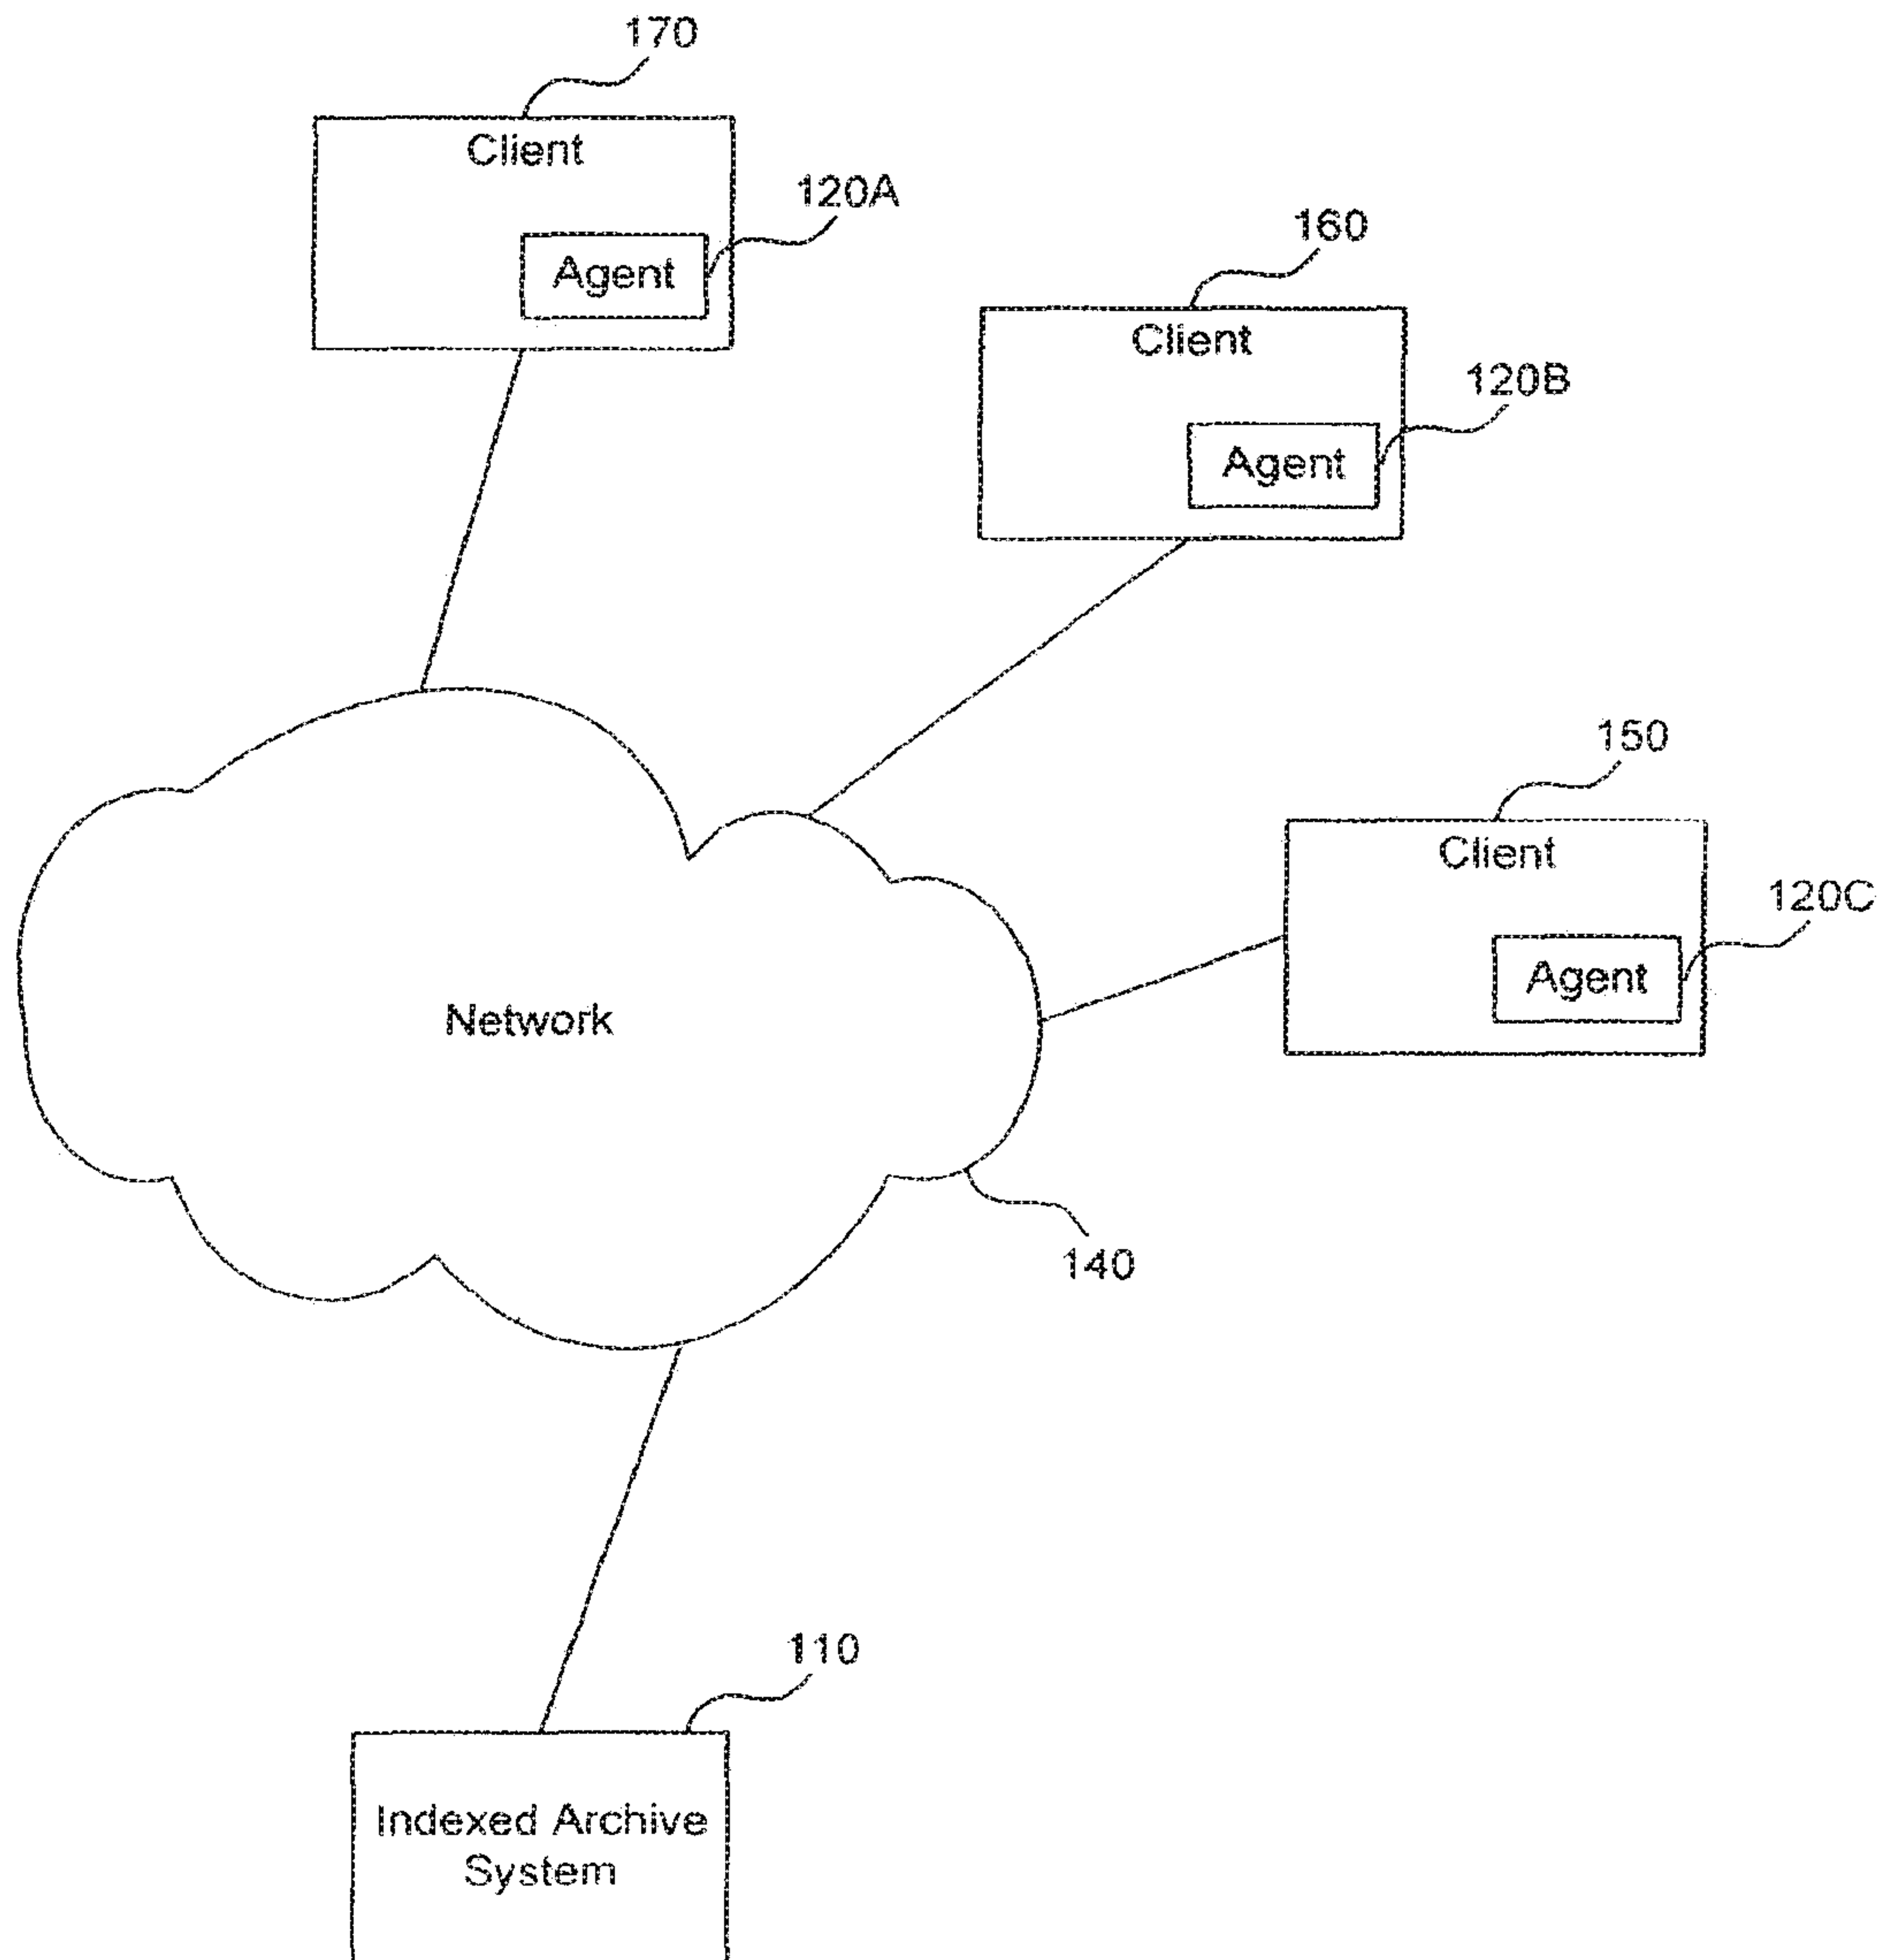 170
Client
120A
Agent
160
Client
120B
Agent
150
Client
120C
Agent
Network
140
110
Indexed Archive
System